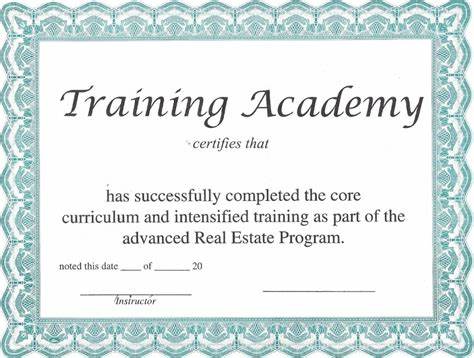 Training Academy
certifies that
has successfully completed the core
curriculum and intensified training as part of the
advanced Real Estate Program.
noted this date ____ of ______ 20
Instructor